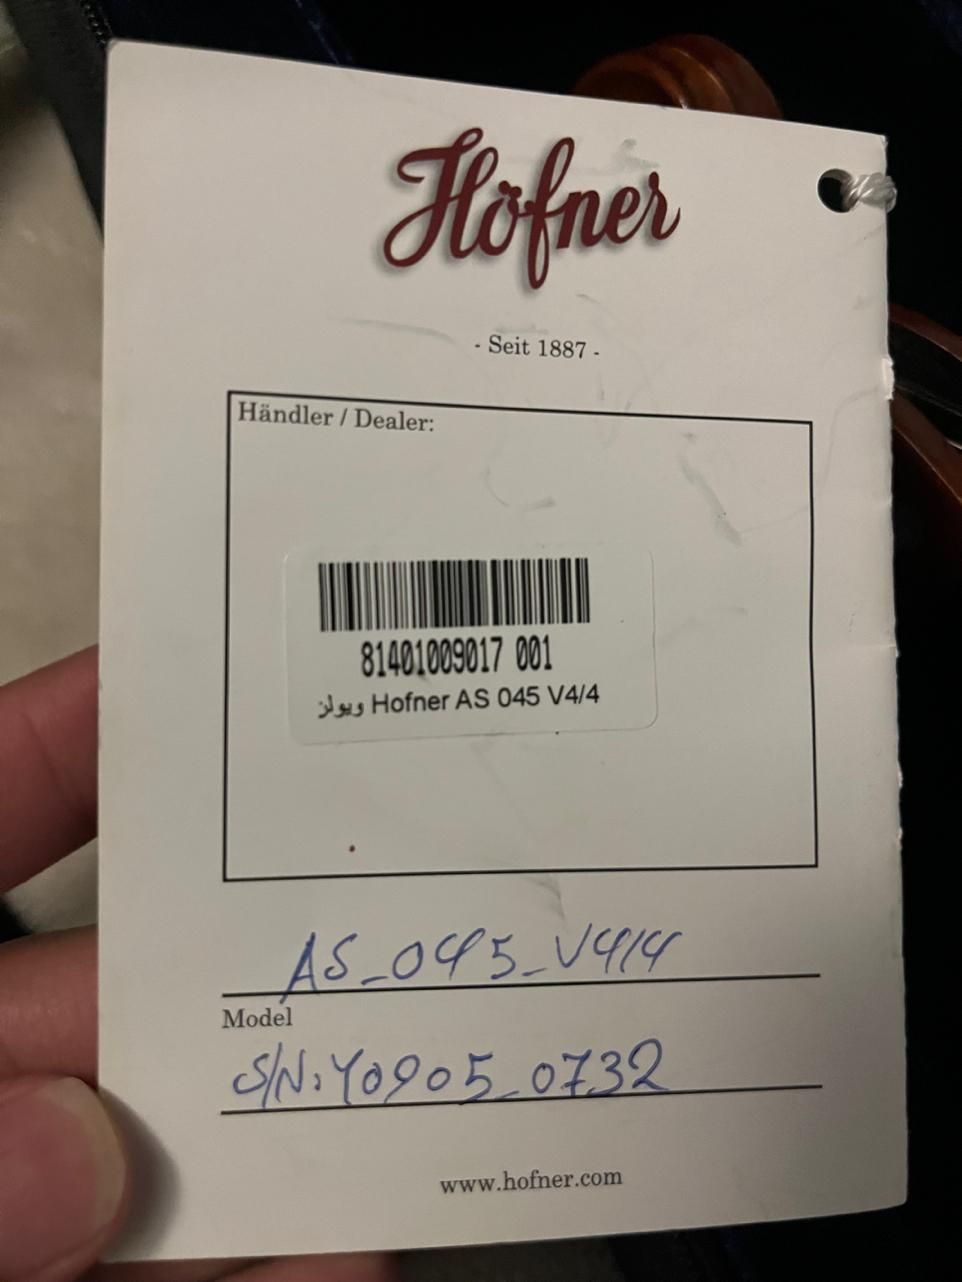 Höfner
- Seit 1887 -
Händler / Dealer:
81401009017 001
ویولن Hofner AS 045 V4/4
AS_045_V4/4
Model
S/N: Y0905_0732
www.hofner.com